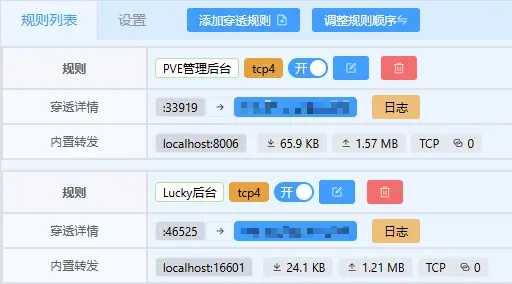 规则列表 设置 添加穿透规则 调整规则顺序
规则 PVE管理后台 tcp4 开
穿透详情 :33919 → 日志
内置转发 localhost:8006 65.9 KB 1.57 MB TCP 0
规则 Lucky后台 tcp4 开
穿透详情 :46525 → 日志
内置转发 localhost:16601 24.1 KB 1.21 MB TCP 0